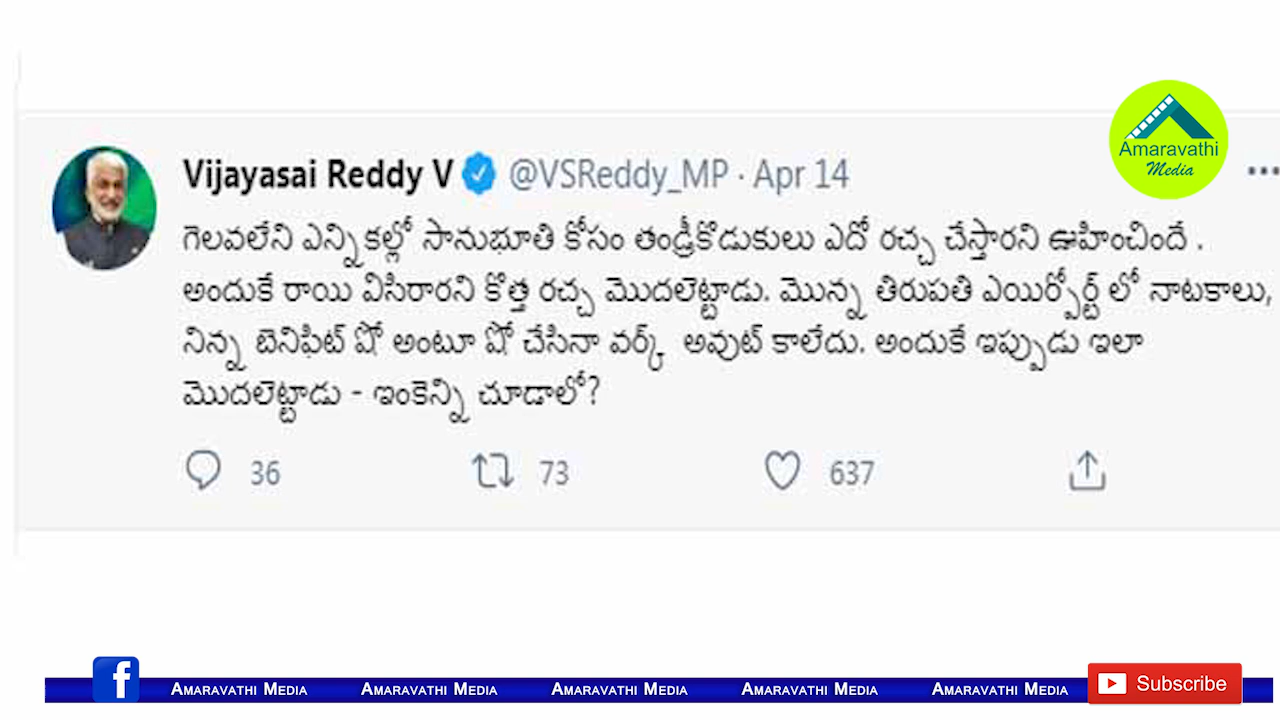 Amaravathi
Media
Vijayasai Reddy V @VSReddy_MP · Apr 14
గెలవలేని ఎన్నికల్లో సానుభూతి కోసం తండ్రీకొడుకులు ఎదో రచ్చ చేస్తారని ఊహించిందే .
అందుకే రాయి విసిరారని కొత్త రచ్చ మొదలెట్టాడు. మొన్న తిరుపతి ఎయిర్పోర్ట్ లో నాటకాలు,
నిన్న బెనిఫిట్ షో అంటూ షో చేసినా వర్క్ అవుట్ కాలేదు. అందుకే ఇప్పుడు ఇలా
మొదలెట్టాడు - ఇంకెన్ని చూడాలో?
36 73 637
f Amaravathi Media Amaravathi Media Amaravathi Media Amaravathi Media Amaravathi Media Subscribe